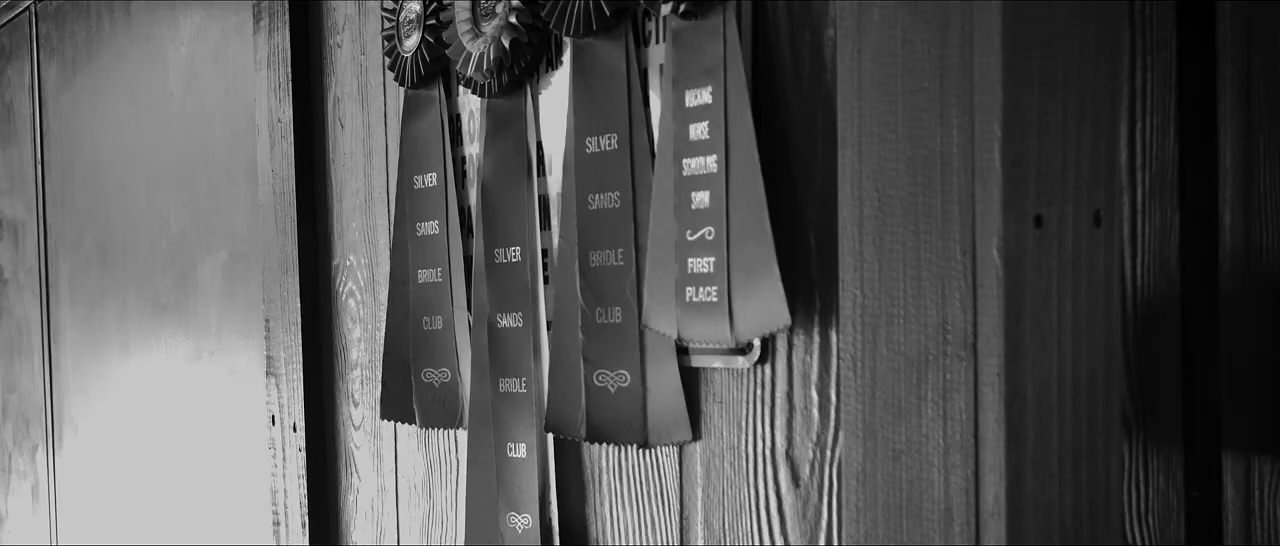 SILVER
SANDS
BRIDLE
CLUB
SILVER
SANDS
BRIDLE
CLUB
SILVER
SANDS
BRIDLE
CLUB
ROCKING
HORSE
SCHOOLING
SHOW
FIRST
PLACE